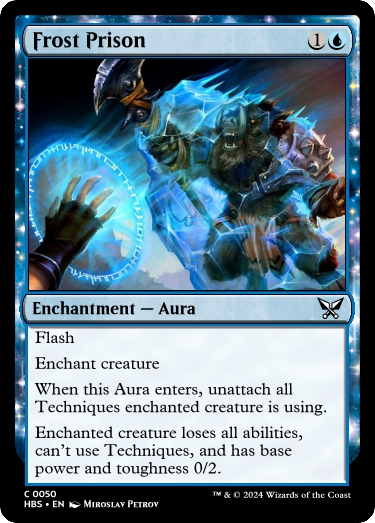 Frost Prison
1
Enchantment — Aura
Flash
Enchant creature
When this Aura enters, unattach all
Techniques enchanted creature is using.
Enchanted creature loses all abilities,
can't use Techniques, and has base
power and toughness 0/2.
C 0050
HBS • EN Miroslav Petrov
™ & © 2024 Wizards of the Coast